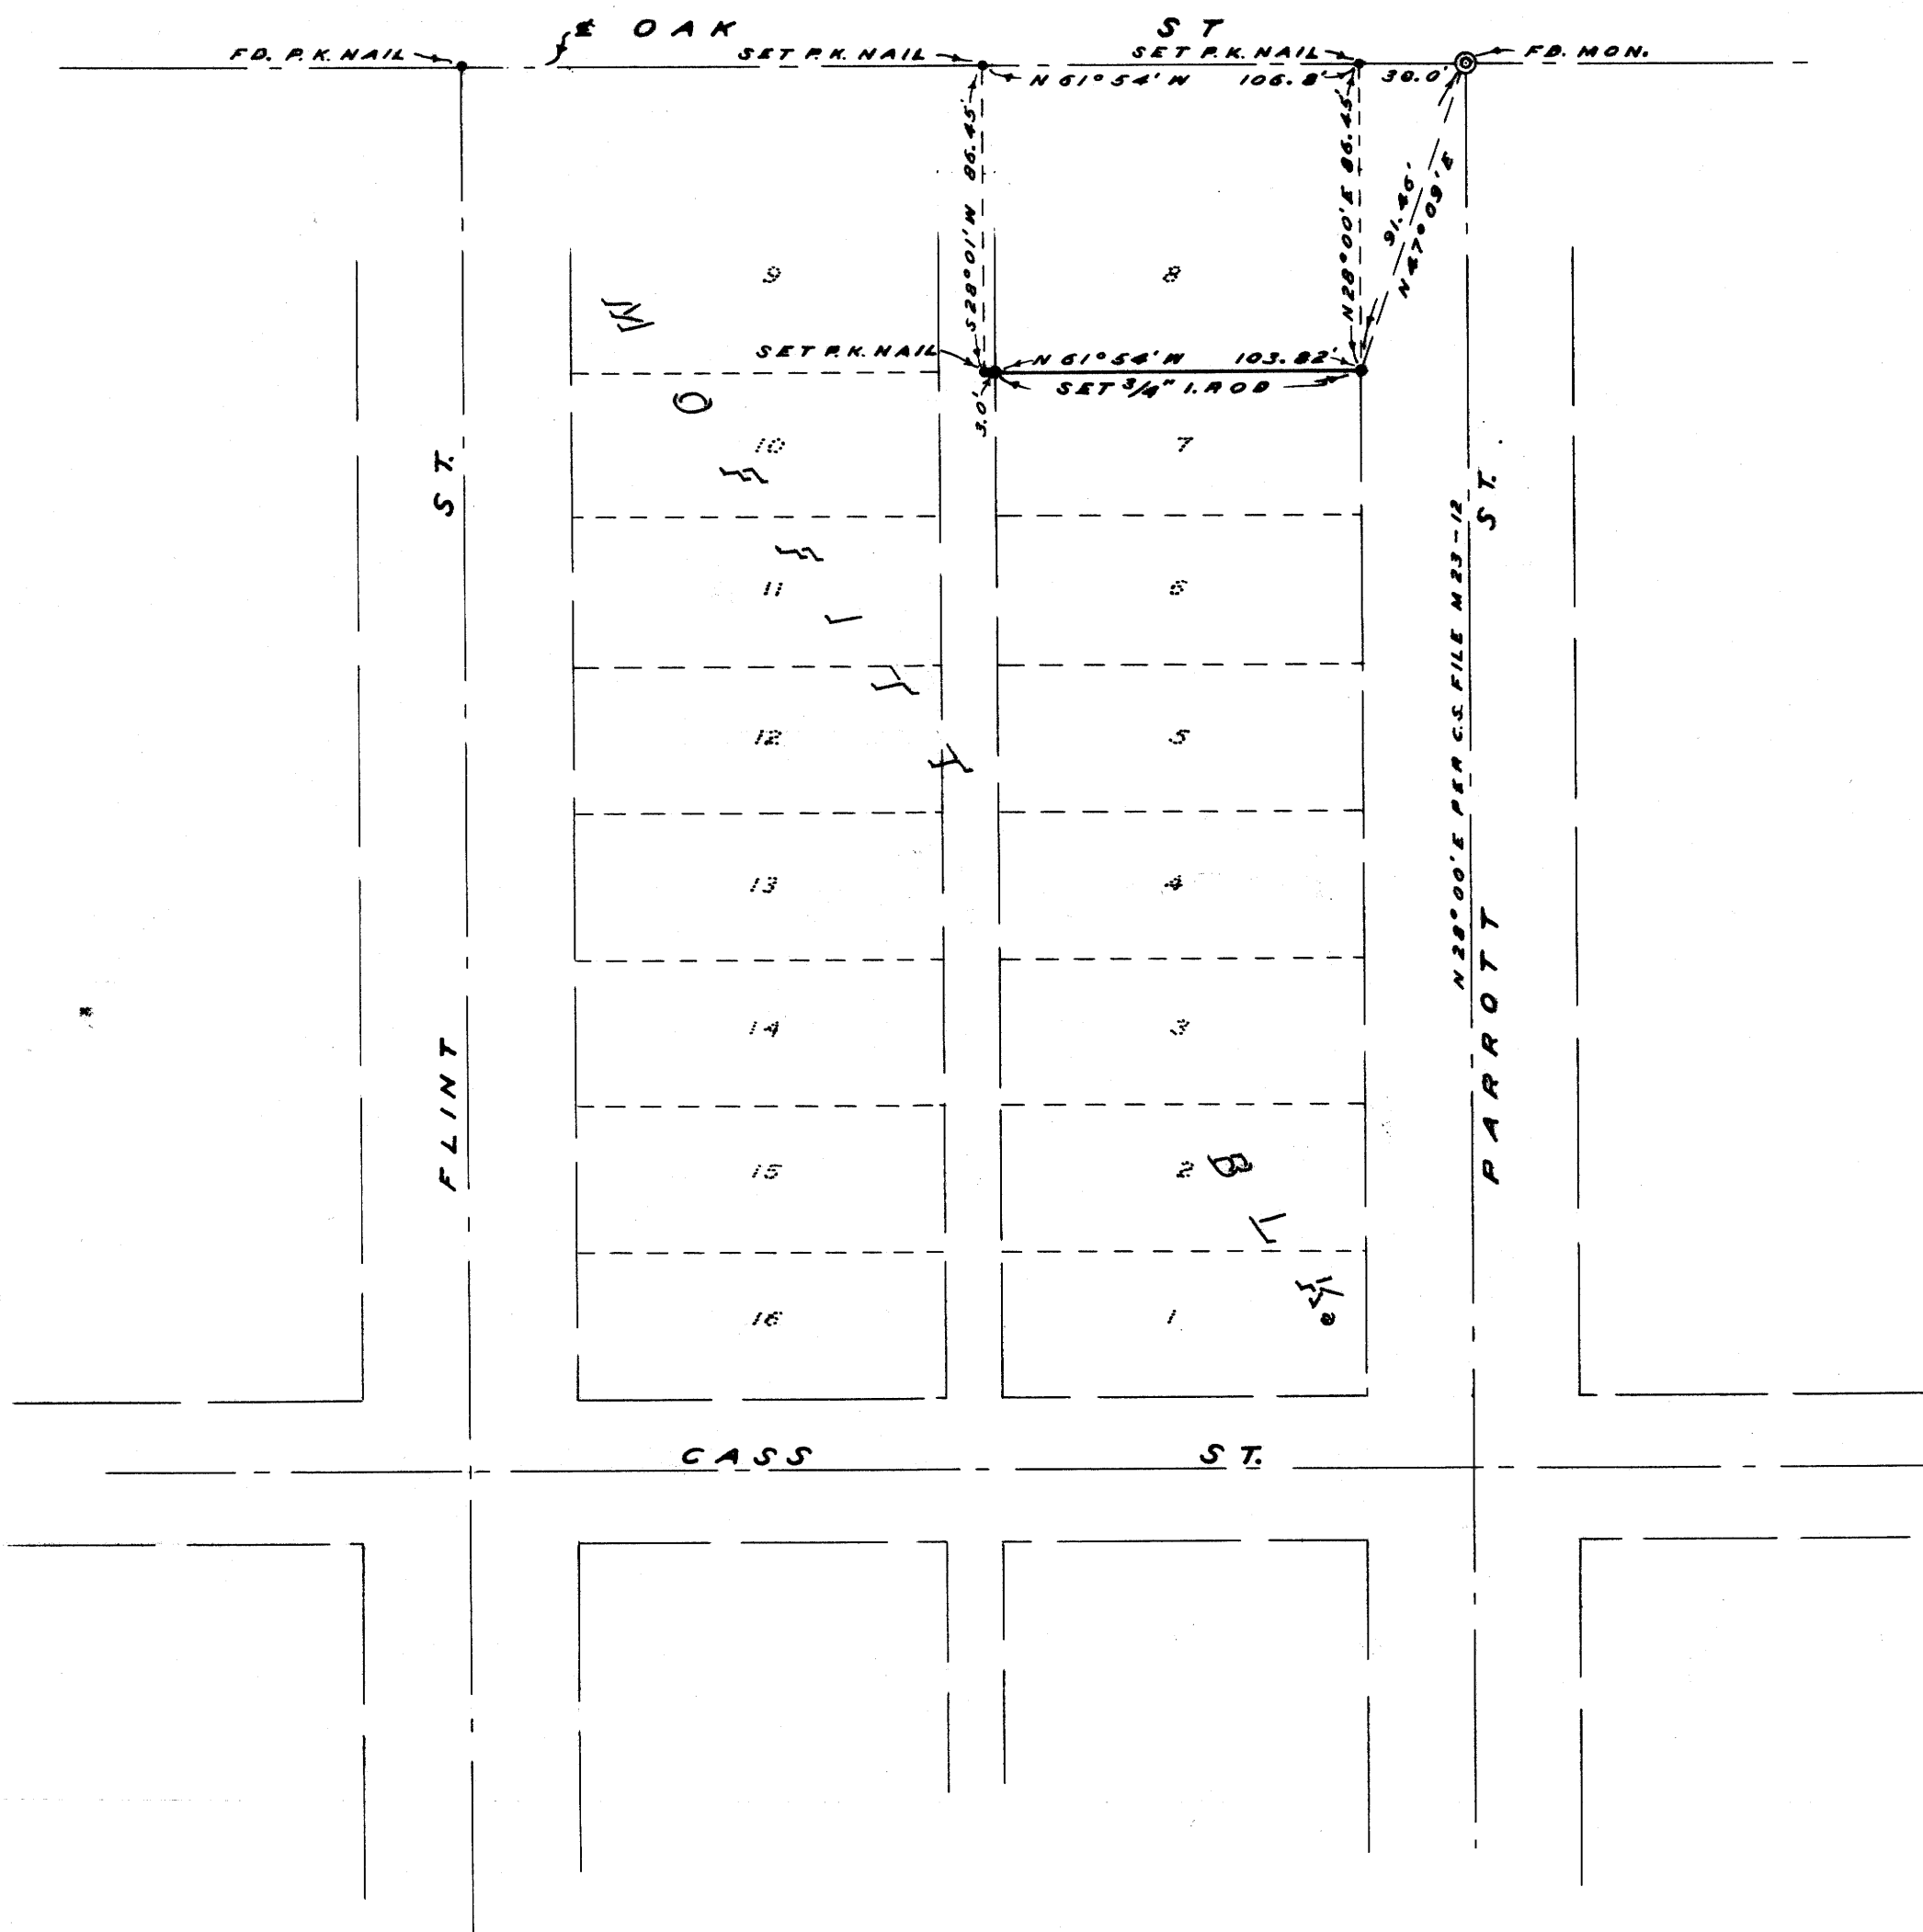 ℄ OAK ST
FD. P.K. NAIL
SET P.K. NAIL
SET P.K. NAIL
FD. MON.
N 61° 54' W 106.8'
30.0'
S 28° 01' W 86.45'
N 28° 00' E 86.45'
91.46'
N 47° 09' E
9
8
SET P.K. NAIL
N 61° 54' W 103.82'
SET 3/4" I. ROD
3.0'
10
7
11
6
12
5
13
4
14
3
15
2
16
1
FLINT ST.
N 28° 00' E PER C.S. FILE M 23-12
PARROTT ST.
CASS ST.